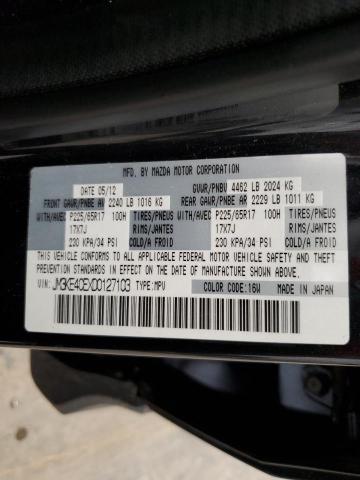 MFD. BY MAZDA MOTOR CORPORATION
DATE 05/12 GVWR/PNBV 4462 LB 2024 KG
FRONT GAWR/PNBE AV 2240 LB 1016 KG REAR GAWR/PNBE AR 2229 LB 1011 KG
WITH/AVEC P225/65R17 100H TIRES/PNEUS WITH/AVEC P225/65R17 100H TIRES/PNEUS
17X7J RIMS/JANTES 17X7J RIMS/JANTES
230 KPA/34 PSI COLD/A FROID 230 KPA/34 PSI COLD/A FROID
THIS VEHICLE CONFORMS TO ALL APPLICABLE FEDERAL MOTOR VEHICLE SAFETY AND THEFT
PREVENTION STANDARDS IN EFFECT ON THE DATE OF MANUFACTURE SHOWN ABOVE.
VIN: JM3KE4CEXD0127103 TYPE:MPV COLOR CODE:16W MADE IN JAPAN